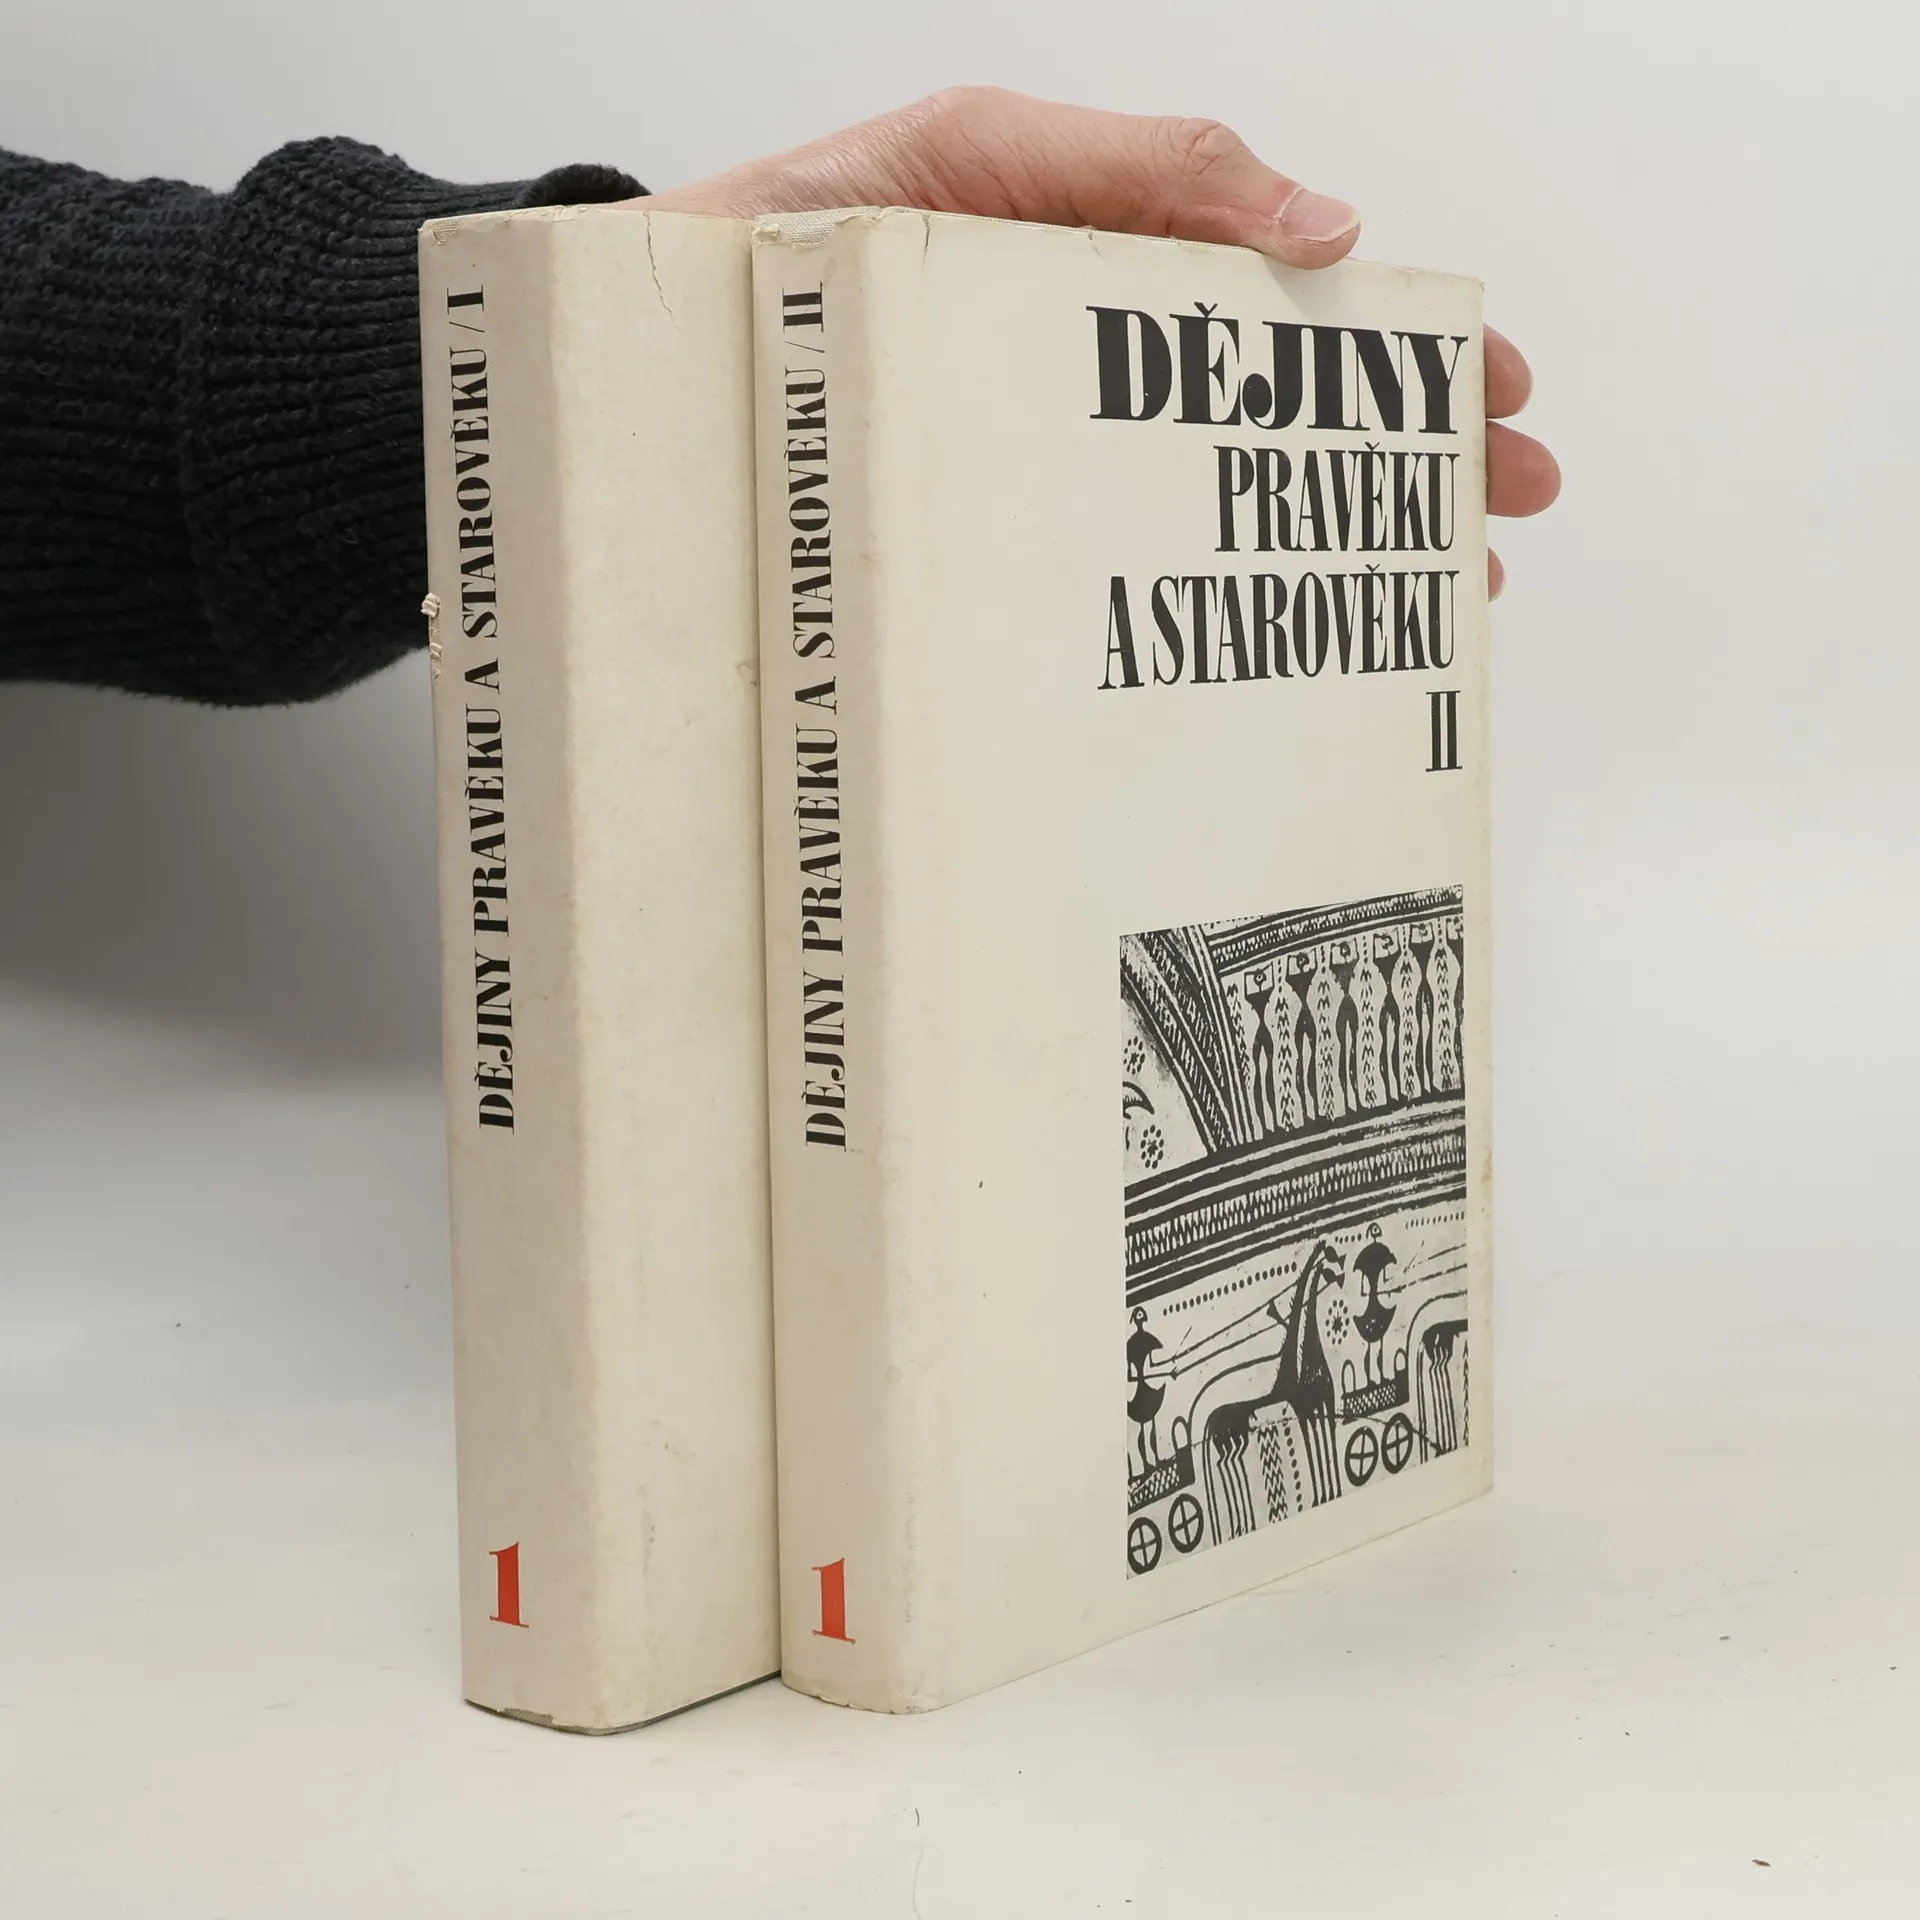 DĚJINY PRAVĚKU A STAROVĚKU / I
1
DĚJINY PRAVĚKU A STAROVĚKU / II
1
DĚJINY
PRAVĚKU
A STAROVĚKU
II